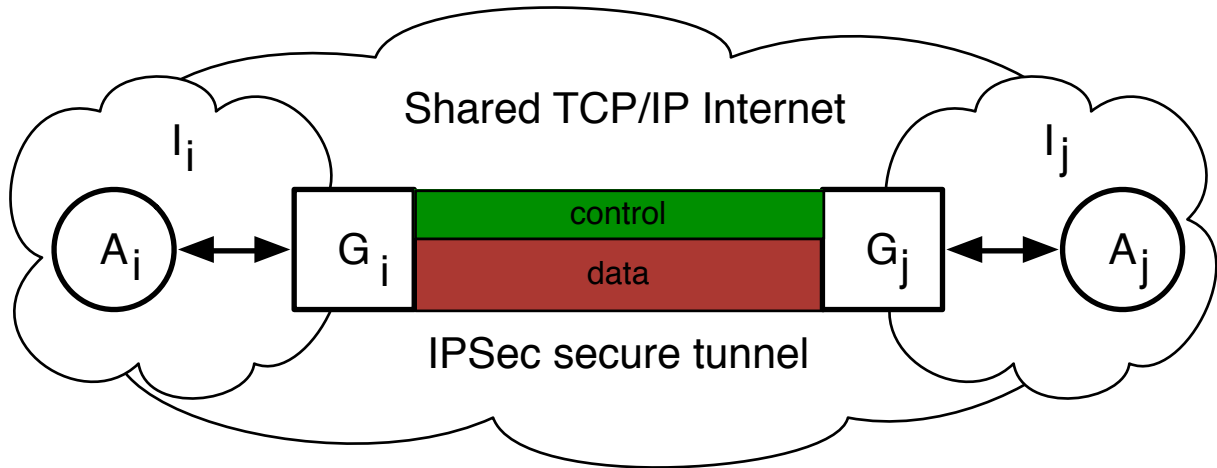 Shared TCP/IP Internet
I_i
I_j
control
A_i
G_i
G_j
A_j
data
IPSec secure tunnel